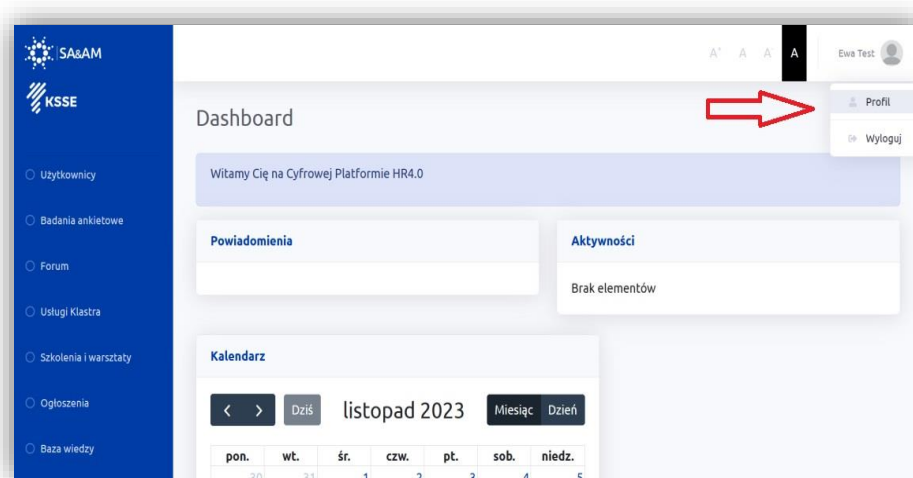 SA&AM
KSSE
Użytkownicy
Badania ankietowe
Forum
Usługi Klastra
Szkolenia i warsztaty
Ogłoszenia
Baza wiedzy
A⁺ A A⁻ A Ewa Test
Profil
Wyloguj
Dashboard
Witamy Cię na Cyfrowej Platformie HR4.0
Powiadomienia
Aktywności
Brak elementów
Kalendarz
Dziś listopad 2023 Miesiąc Dzień
pon. wt. śr. czw. pt. sob. niedz.
30 31 1 2 3 4 5